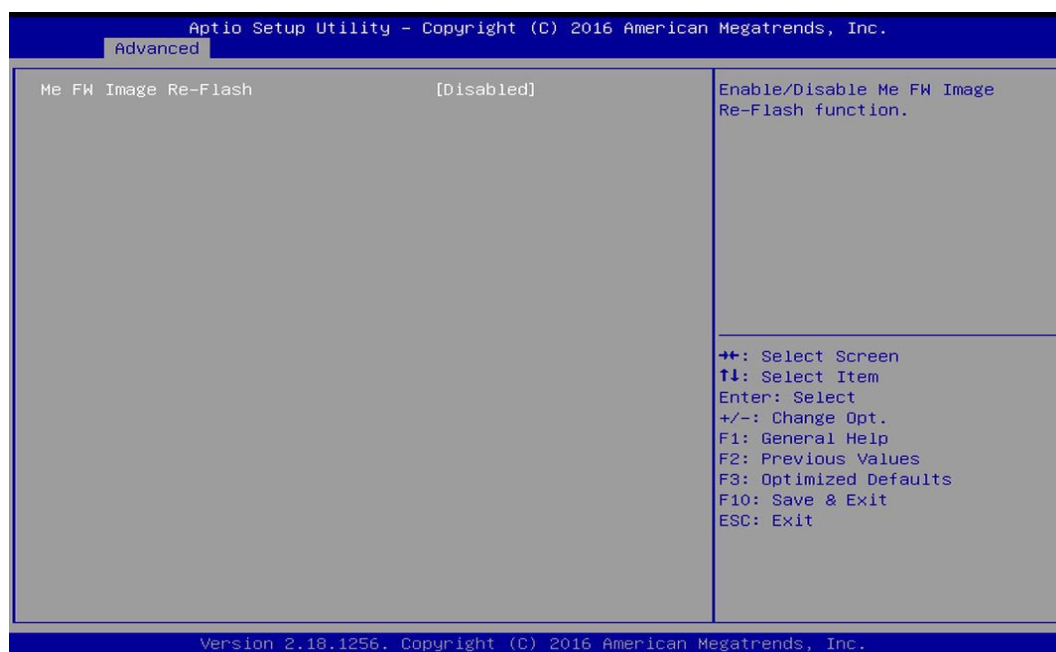 Aptio Setup Utility – Copyright (C) 2016 American Megatrends, Inc.
Advanced
Me FW Image Re-Flash [Disabled]
Enable/Disable Me FW Image
Re-Flash function.
→←: Select Screen
↑↓: Select Item
Enter: Select
+/-: Change Opt.
F1: General Help
F2: Previous Values
F3: Optimized Defaults
F10: Save & Exit
ESC: Exit
Version 2.18.1256. Copyright (C) 2016 American Megatrends, Inc.